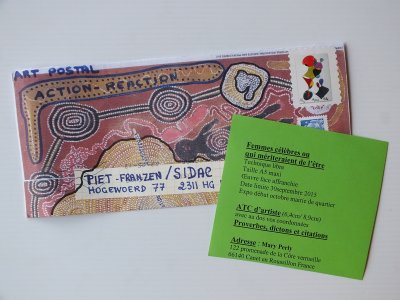 ART POSTAL
ACTION-REACTION
PIET-FRANZEN/SIDAC
HOGEWOERD 77 2311 HG
Femmes célèbres ou
qui mériteraient de l'être
Technique libre
Taille A5 maxi
Œuvre face affranchie
Date limite 10septembre 2015
Expo début octobre mairie de quartier
ATC d'artiste (6,4cm/ 8,9cm)
avec au dos vos coordonnées
Proverbes, dictons et citations
Adresse : Mary Perly
122 promenade de la Côte vermeille
66140 Canet en Roussillon France